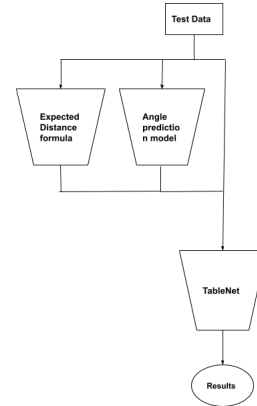 Test Data
Expected
Distance
formula
Angle
predictio
n model
TableNet
Results